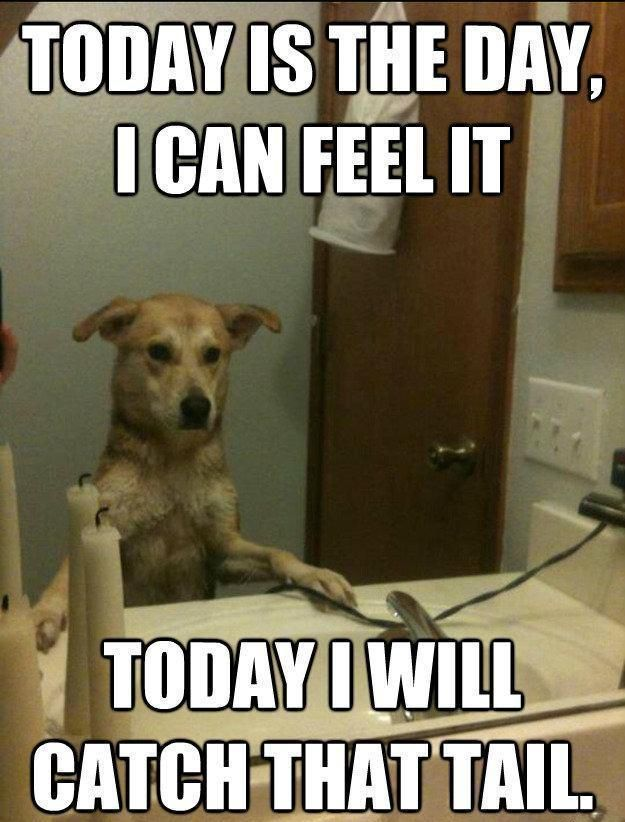 TODAY IS THE DAY,
I CAN FEEL IT
TODAY I WILL
CATCH THAT TAIL.